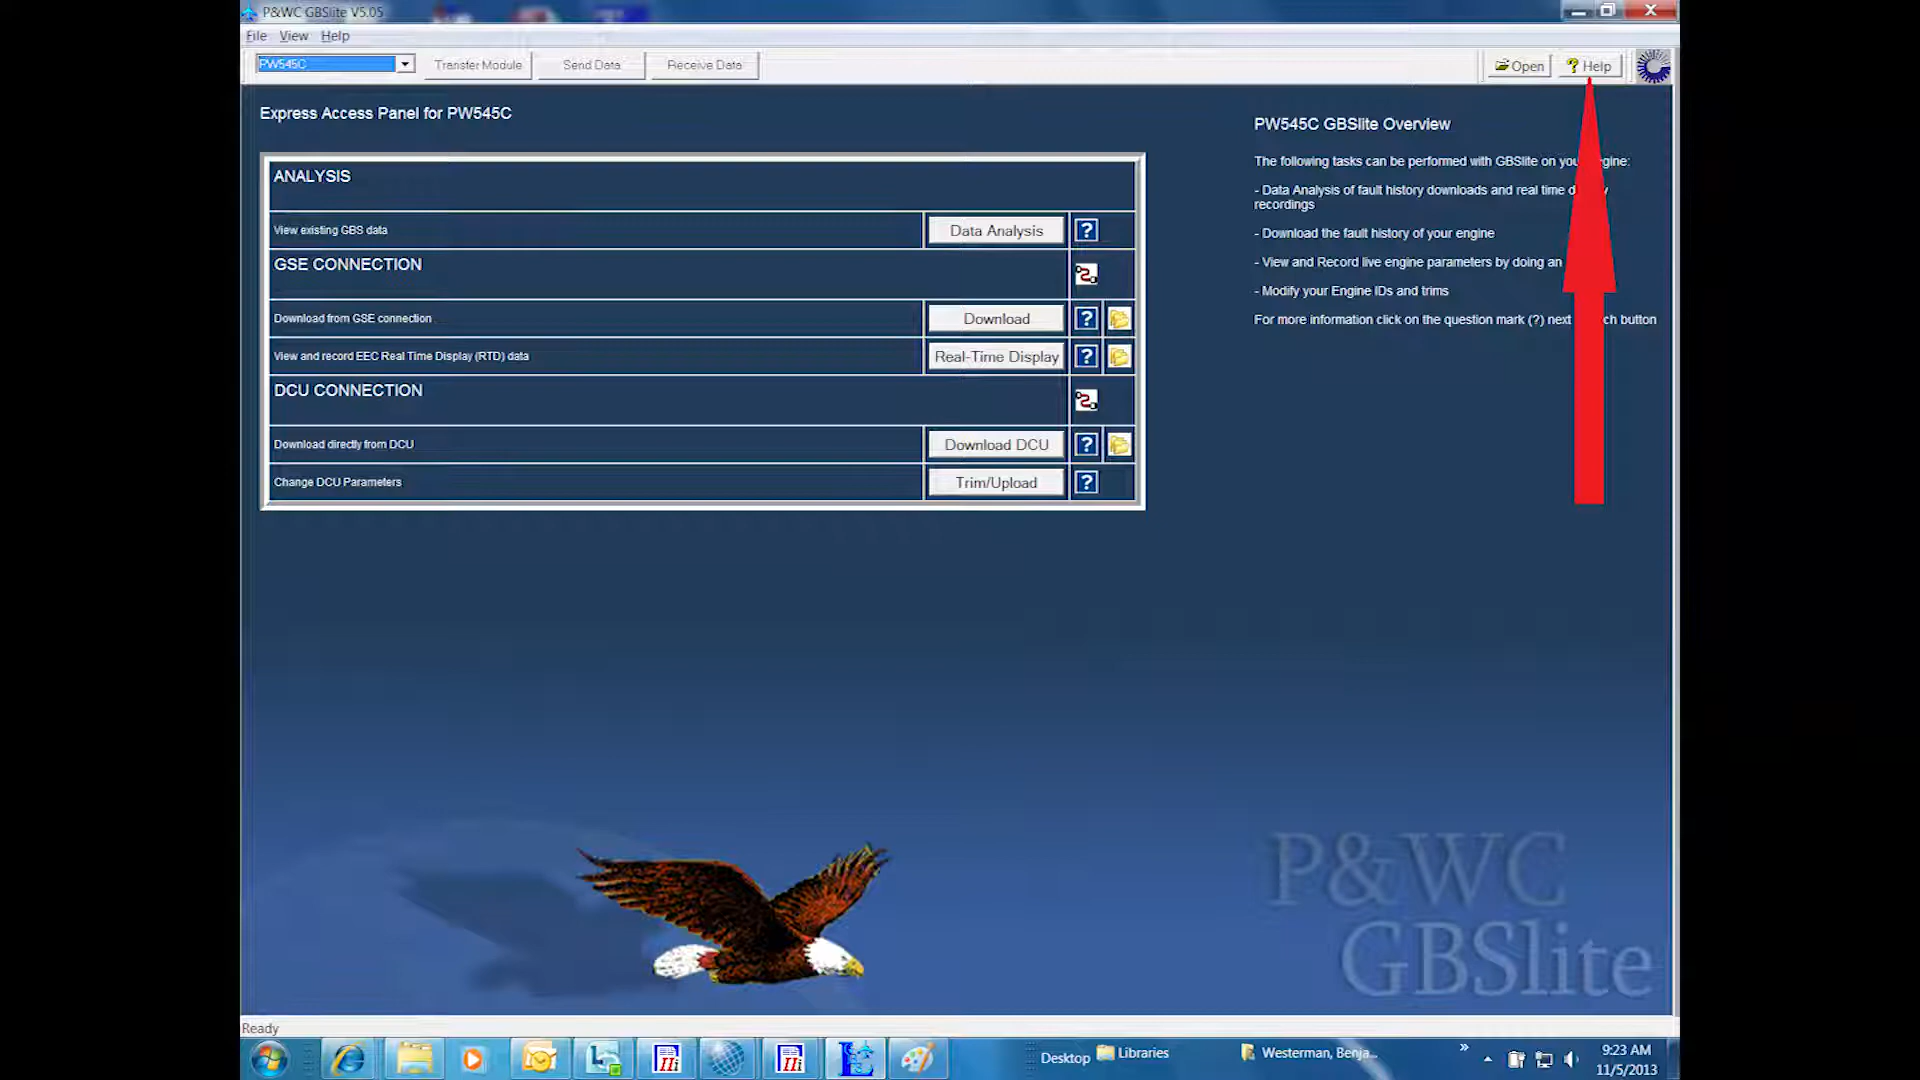 P&WC GBSlite V5.05
File View Help
PW545C Transfer Module Send Data Receive Data Open ? Help
Express Access Panel for PW545C
ANALYSIS
View existing GBS data Data Analysis ?
GSE CONNECTION
Download from GSE connection Download ?
View and record EEC Real Time Display (RTD) data Real-Time Display ?
DCU CONNECTION
Download directly from DCU Download DCU ?
Change DCU Parameters Trim/Upload ?
PW545C GBSlite Overview
The following tasks can be performed with GBSlite on engine:
- Data Analysis of fault history downloads and real time
recordings
- Download the fault history of your engine
- View and Record live engine parameters by doing an
- Modify your Engine IDs and trims
For more information click on the question mark (?) next button
P&WC
GBSlite
Ready
Desktop Libraries Westerman, Benja... » 9:23 AM
11/5/2013